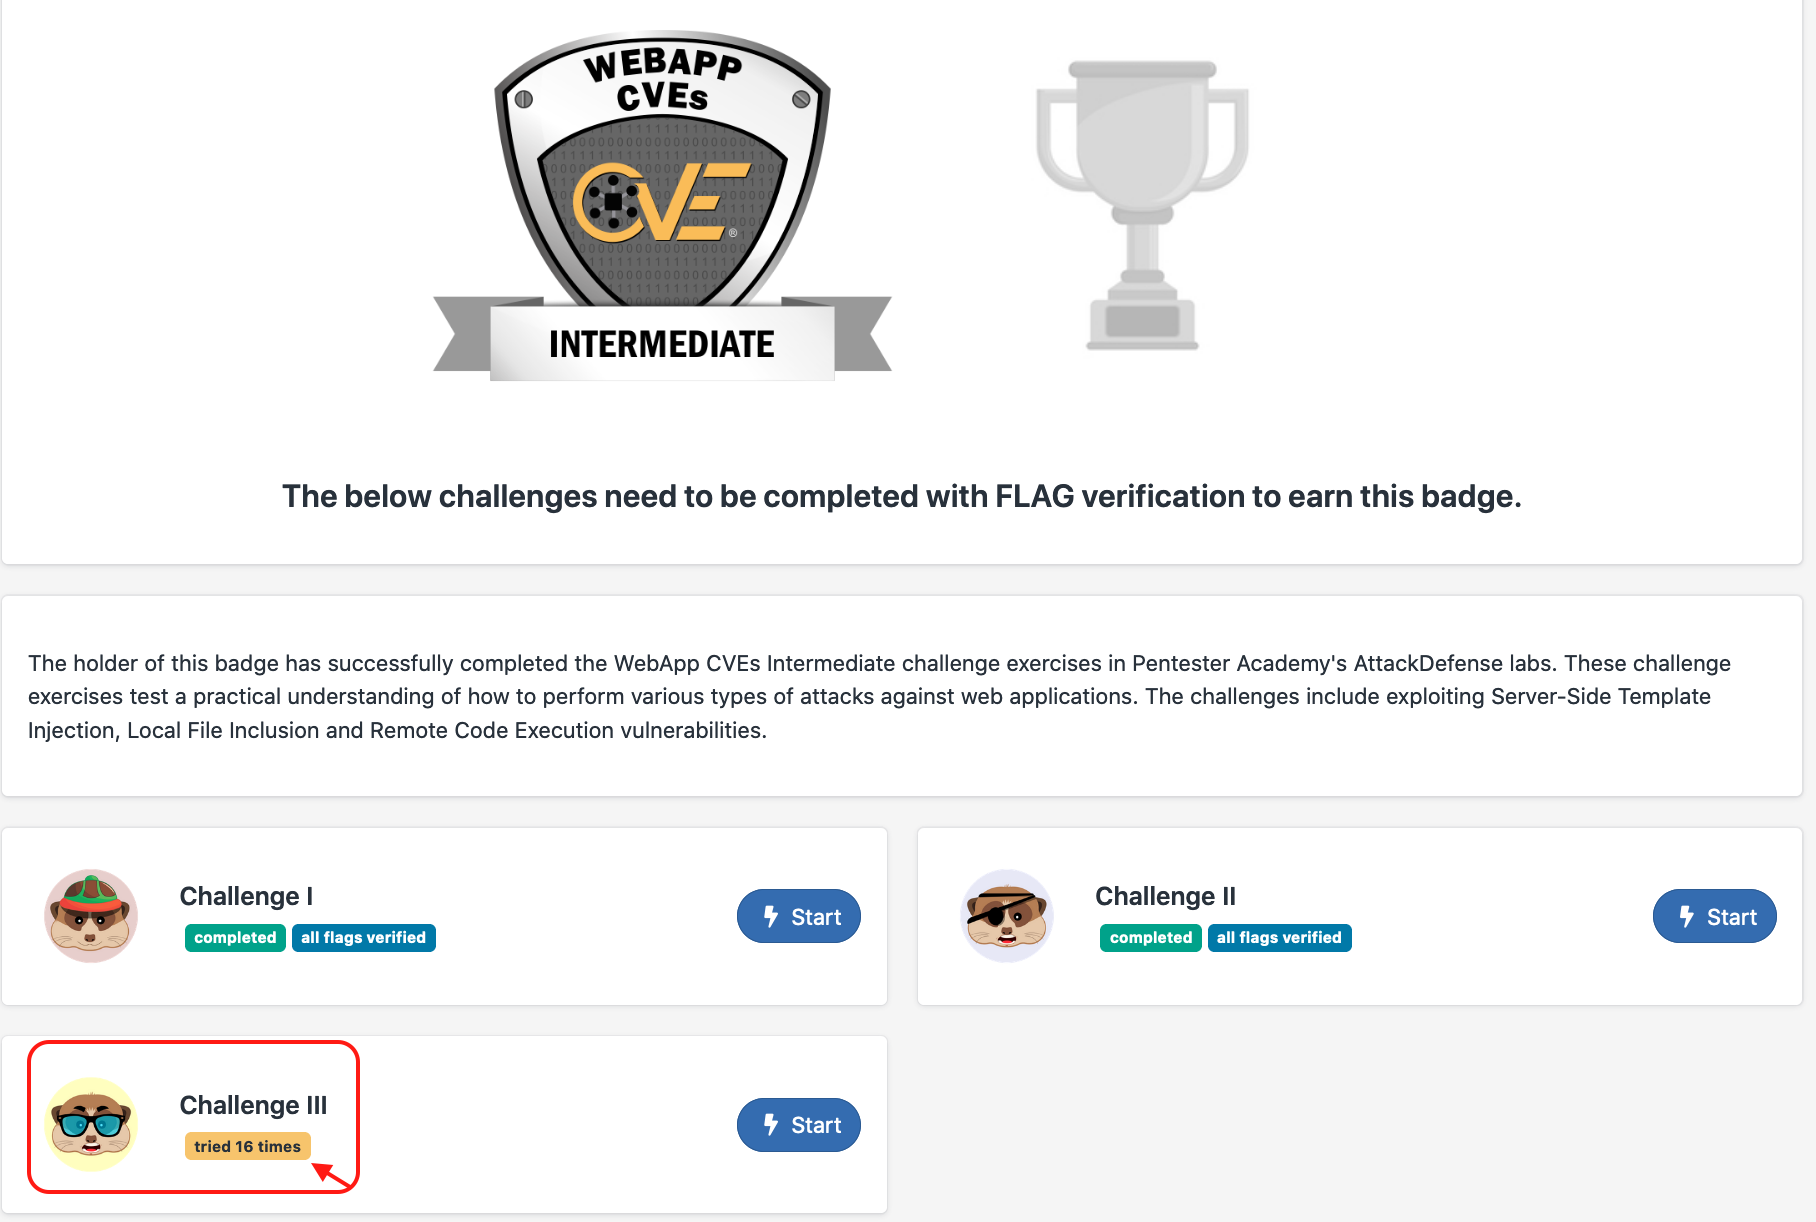 WEBAPP
CVEs
CVE
®
INTERMEDIATE
The below challenges need to be completed with FLAG verification to earn this badge.
The holder of this badge has successfully completed the WebApp CVEs Intermediate challenge exercises in Pentester Academy's AttackDefense labs. These challenge
exercises test a practical understanding of how to perform various types of attacks against web applications. The challenges include exploiting Server-Side Template
Injection, Local File Inclusion and Remote Code Execution vulnerabilities.
Challenge I
completed all flags verified
Start
Challenge II
completed all flags verified
Start
Challenge III
tried 16 times
Start